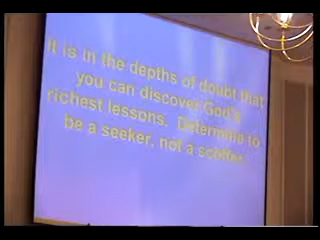 It is in the depths of doubt that
you can discover God's
richest lessons. Determine to
be a seeker, not a scoffer.